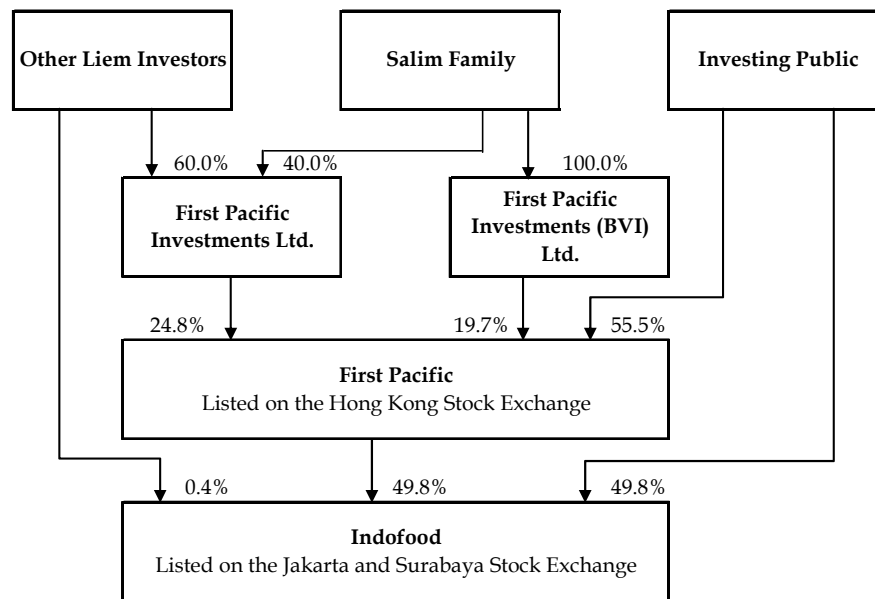 Other Liem Investors
Salim Family
Investing Public
60.0%
40.0%
100.0%
First Pacific
Investments Ltd.
First Pacific
Investments (BVI)
Ltd.
24.8%
19.7%
55.5%
First Pacific
Listed on the Hong Kong Stock Exchange
0.4%
49.8%
49.8%
Indofood
Listed on the Jakarta and Surabaya Stock Exchange